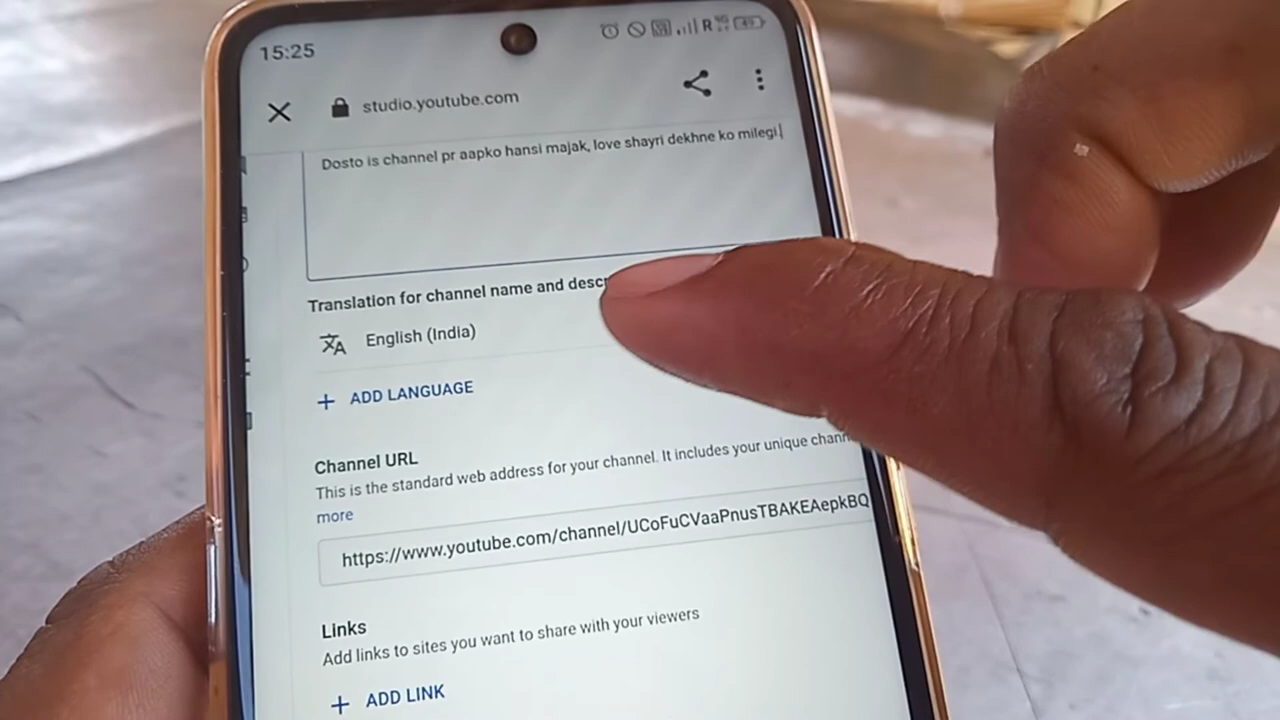 15:25
R
studio.youtube.com
Dosto is channel pr aapko hansi majak, love shayri dekhne ko milegi
Translation for channel name and descr
English (India)
+ ADD LANGUAGE
Channel URL
This is the standard web address for your channel. It includes your unique chann
more
https://www.youtube.com/channel/UCoFuCVaaPnusTBAKEAepkBQ
Links
Add links to sites you want to share with your viewers
+ ADD LINK